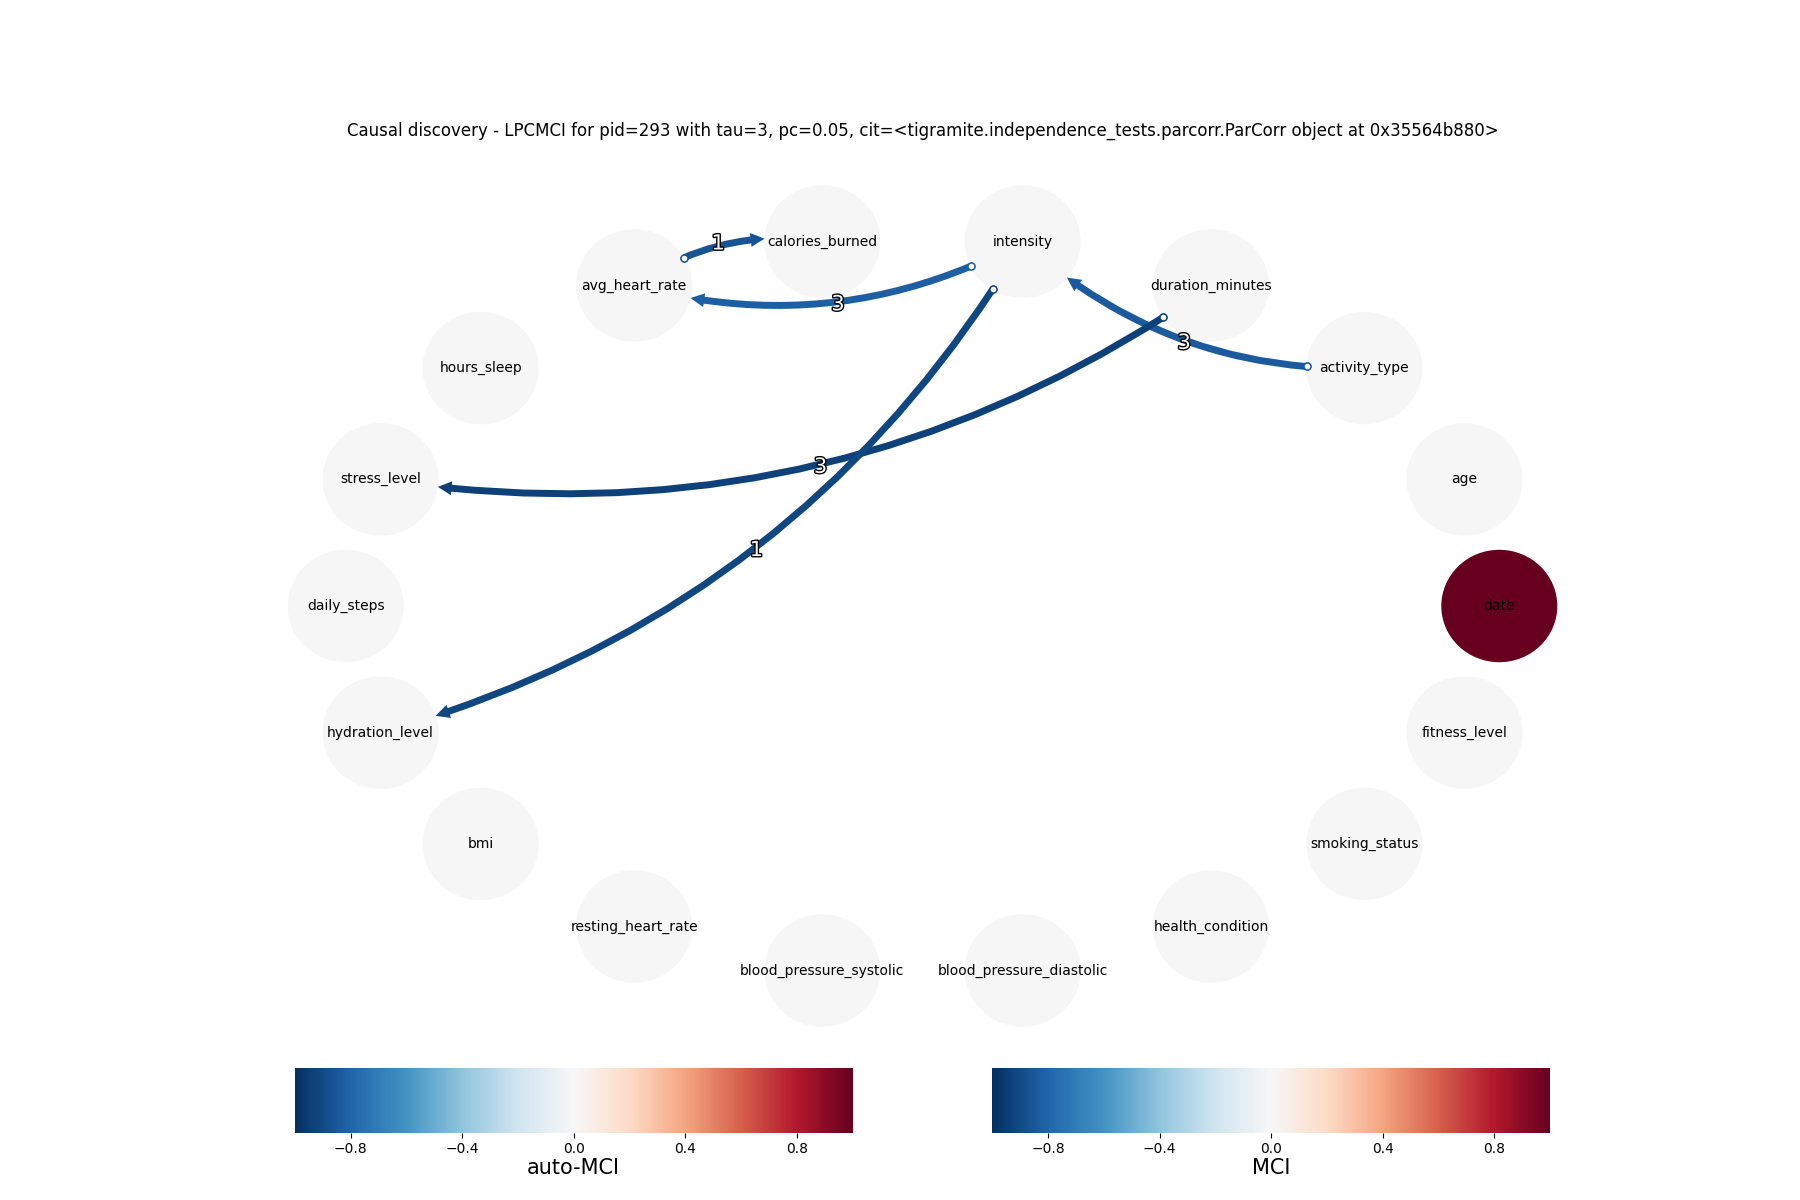 Causal discovery - LPCMCI for pid=293 with tau=3, pc=0.05, cit=<tigramite.independence_tests.parcorr.ParCorr object at 0x35564b880>
calories_burned
intensity
1
avg_heart_rate
duration_minutes
3
3
hours_sleep
activity_type
3
stress_level
age
1
daily_steps
date
hydration_level
fitness_level
bmi
smoking_status
resting_heart_rate
health_condition
blood_pressure_systolic
blood_pressure_diastolic
−0.8 −0.4 0.0 0.4 0.8
auto-MCI
−0.8 −0.4 0.0 0.4 0.8
MCI